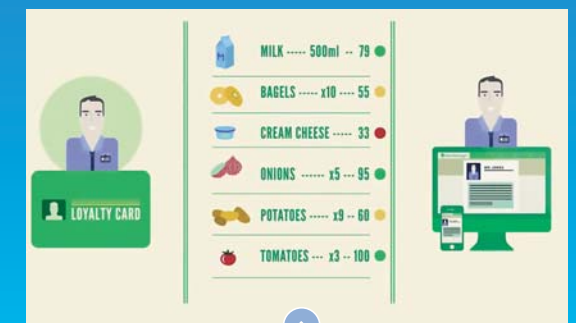 MILK ----- 500ml -- 79
BAGELS ----- x10 ---- 55
CREAM CHEESE ----- 33
ONIONS ------ x5 --- 95
POTATOES ----- x9 -- 60
TOMATOES --- x3 -- 100
LOYALTY CARD